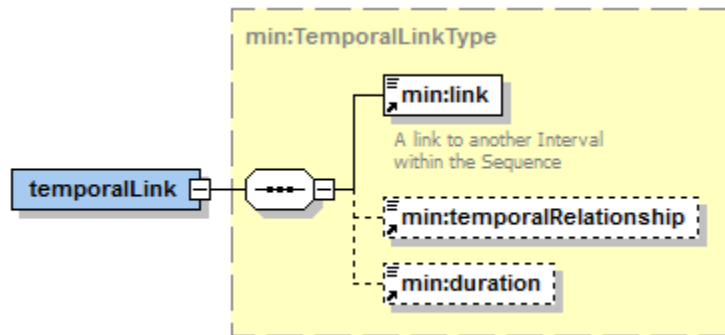 min:TemporalLinkType
min:link
A link to another Interval
within the Sequence
temporalLink
min:temporalRelationship
min:duration